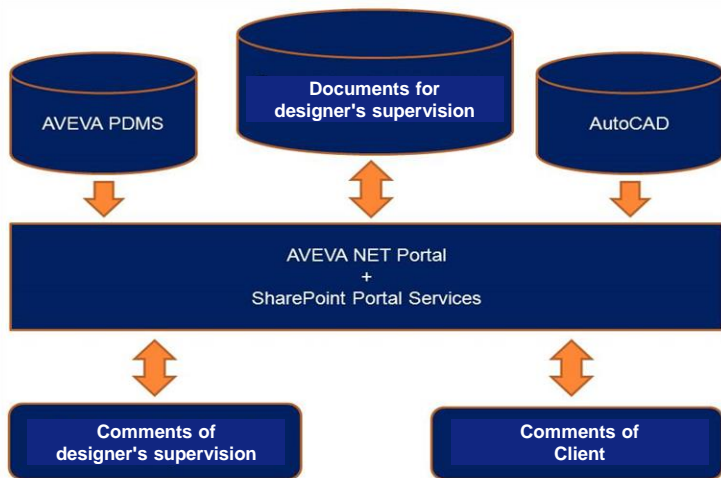 Documents for
designer's supervision
AVEVA PDMS
AutoCAD
AVEVA NET Portal
+
SharePoint Portal Services
Comments of
designer's supervision
Comments of
Client